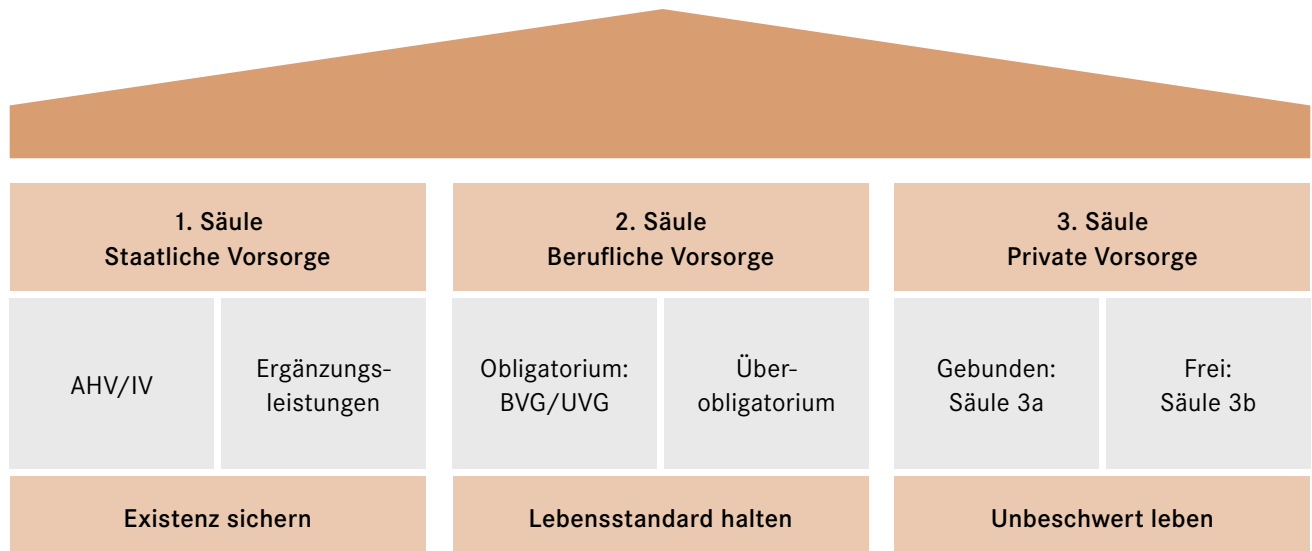 1. Säule
Staatliche Vorsorge
AHV/IV
Ergänzungs-
leistungen
Existenz sichern
2. Säule
Berufliche Vorsorge
Obligatorium:
BVG/UVG
Über-
obligatorium
Lebensstandard halten
3. Säule
Private Vorsorge
Gebunden:
Säule 3a
Frei:
Säule 3b
Unbeschwert leben